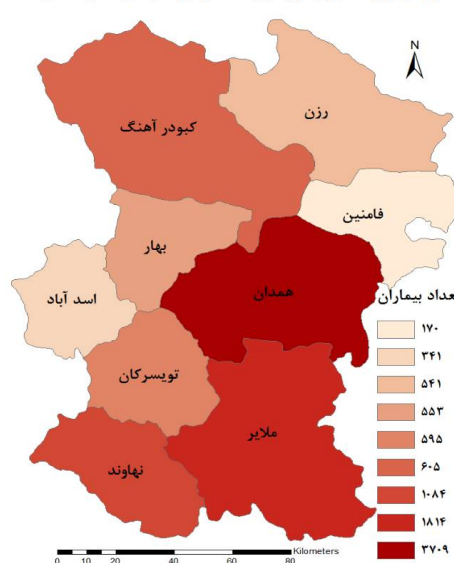 N
رزن
کبودر آهنگ
فامنین
بهار
همدان
اسد آباد
تویسرکان
ملایر
نهاوند
عداد بیماران
۱۷۰
۳۴۱
۵۴۱
۵۵۳
۵۹۵
۶۰۵
۱۰۸۴
۱۸۱۴
۳۷۰۹
Kilometers
0 5 10 20 40 60 80